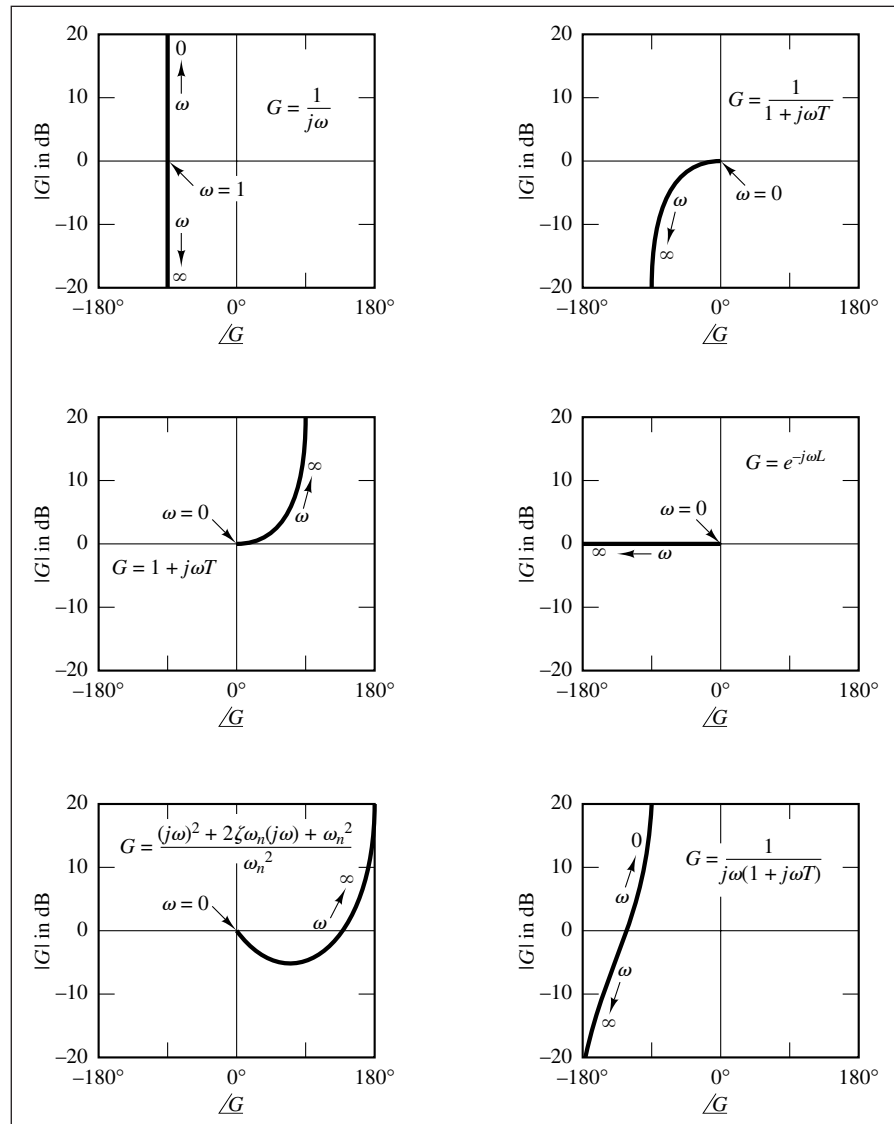 20
10
0
–10
–20
|G| in dB
0
ω
G = 1/jω
ω = 1
ω
∞
–180° 0° 180°
/G
20
10
0
–10
–20
|G| in dB
G = 1/(1 + jωT)
ω = 0
ω
∞
–180° 0° 180°
/G
20
10
0
–10
–20
|G| in dB
∞
ω
ω = 0
G = 1 + jωT
–180° 0° 180°
/G
20
10
0
–10
–20
|G| in dB
G = e^{–jωL}
ω = 0
∞ ω
–180° 0° 180°
/G
20
10
0
–10
–20
|G| in dB
G = ((jω)² + 2ζωₙ(jω) + ωₙ²)/ωₙ²
∞
ω
ω = 0
–180° 0° 180°
/G
20
10
0
–10
–20
|G| in dB
0
ω
G = 1/(jω(1 + jωT))
ω
∞
–180° 0° 180°
/G